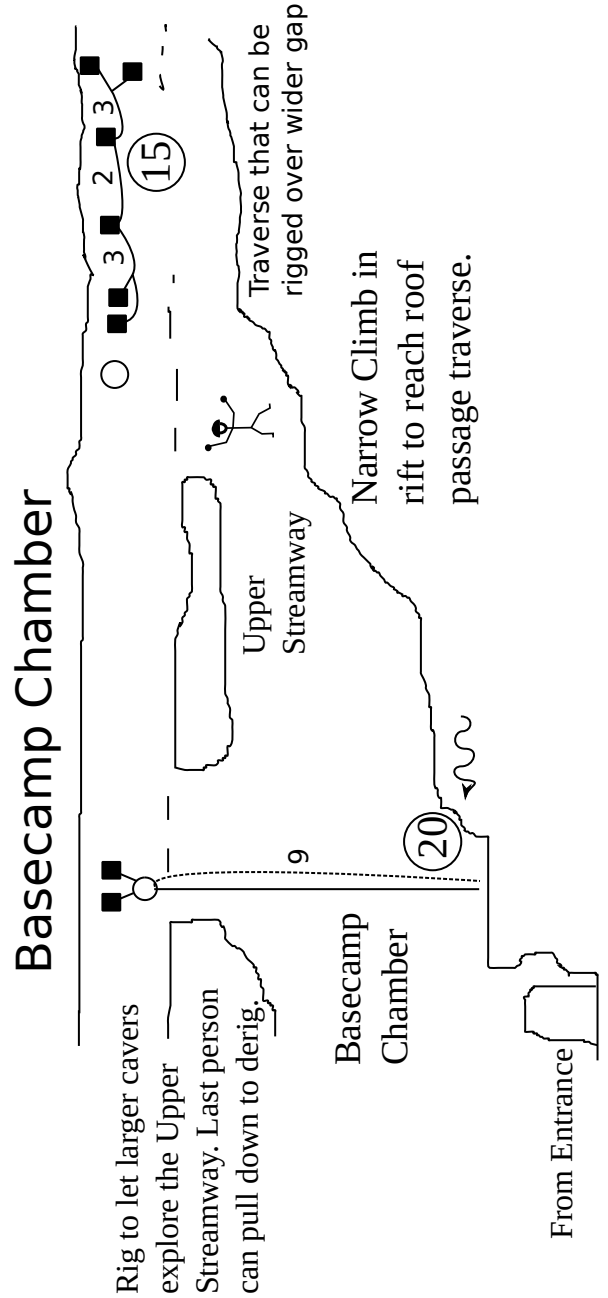 Basecamp Chamber
Rig to let larger cavers
explore the Upper
Streamway. Last person
can pull down to derig.
9
20
Basecamp
Chamber
From Entrance
Upper
Streamway
Narrow Climb in
rift to reach roof
passage traverse.
3
2
3
15
Traverse that can be
rigged over wider gap